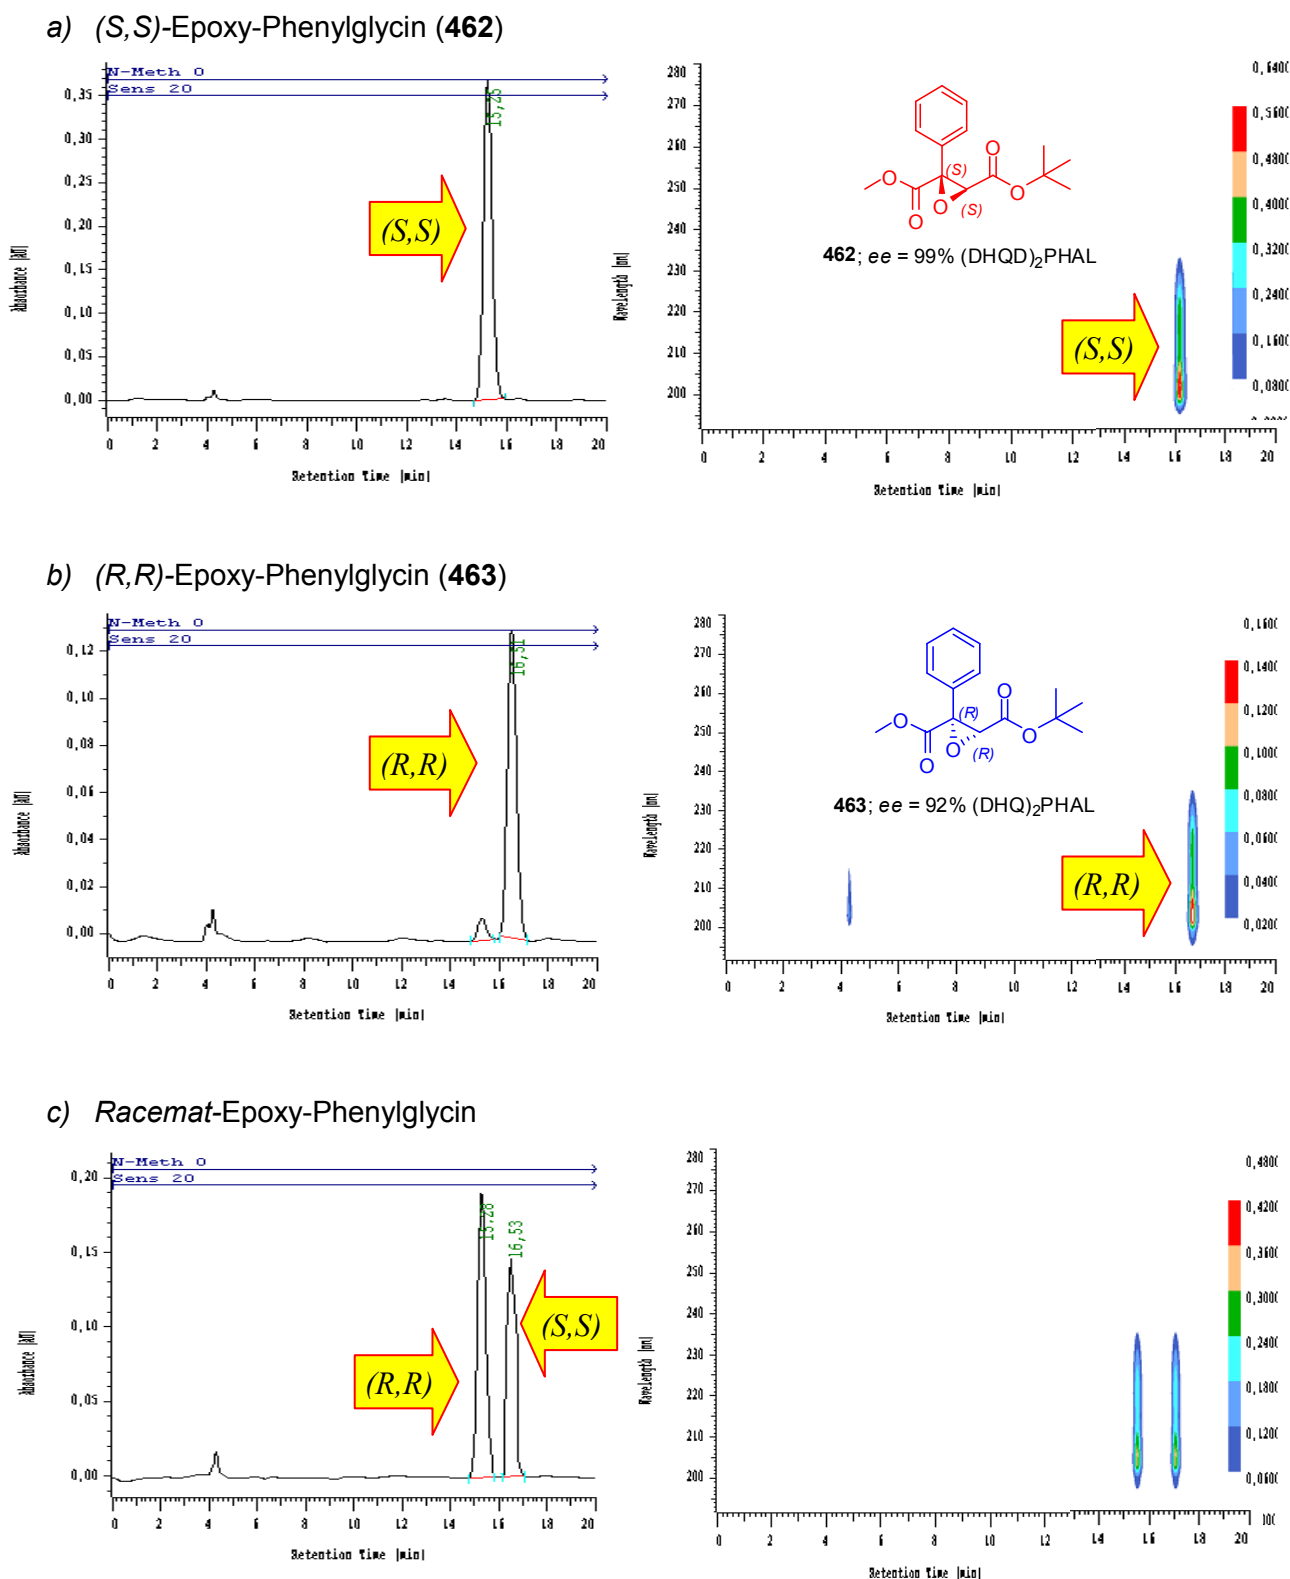 a) (S,S)-Epoxy-Phenylglycin (462)
N-Meth 0
Sens 20
15,25
0,35
0,30
0,25
0,20
0,15
0,10
0,05
0,00
Absorbance [AU]
(S,S)
0 2 4 6 8 10 12 14 16 18 20
Retention Time [min]
280
270
260
250
240
230
220
210
200
Wavelength [nm]
O
O
O
O
O
(S)
(S)
462; ee = 99% (DHQD)2PHAL
(S,S)
0,6400
0,5600
0,4800
0,4000
0,3200
0,2400
0,1600
0,0800
0 2 4 6 8 10 12 14 16 18 20
Retention Time [min]
b) (R,R)-Epoxy-Phenylglycin (463)
N-Meth 0
Sens 20
16,51
0,12
0,10
0,08
0,06
0,04
0,02
0,00
Absorbance [AU]
(R,R)
0 2 4 6 8 10 12 14 16 18 20
Retention Time [min]
280
270
260
250
240
230
220
210
200
Wavelength [nm]
O
O
O
O
O
(R)
(R)
463; ee = 92% (DHQ)2PHAL
(R,R)
0,1600
0,1400
0,1200
0,1000
0,0800
0,0600
0,0400
0,0200
0 2 4 6 8 10 12 14 16 18 20
Retention Time [min]
c) Racemat-Epoxy-Phenylglycin
N-Meth 0
Sens 20
15,28
16,53
0,20
0,15
0,10
0,05
0,00
Absorbance [AU]
(S,S)
(R,R)
0 2 4 6 8 10 12 14 16 18 20
Retention Time [min]
280
270
260
250
240
230
220
210
200
Wavelength [nm]
0,4800
0,4200
0,3600
0,3000
0,2400
0,1800
0,1200
0,0600
0 2 4 6 8 10 12 14 16 18 20
Retention Time [min]